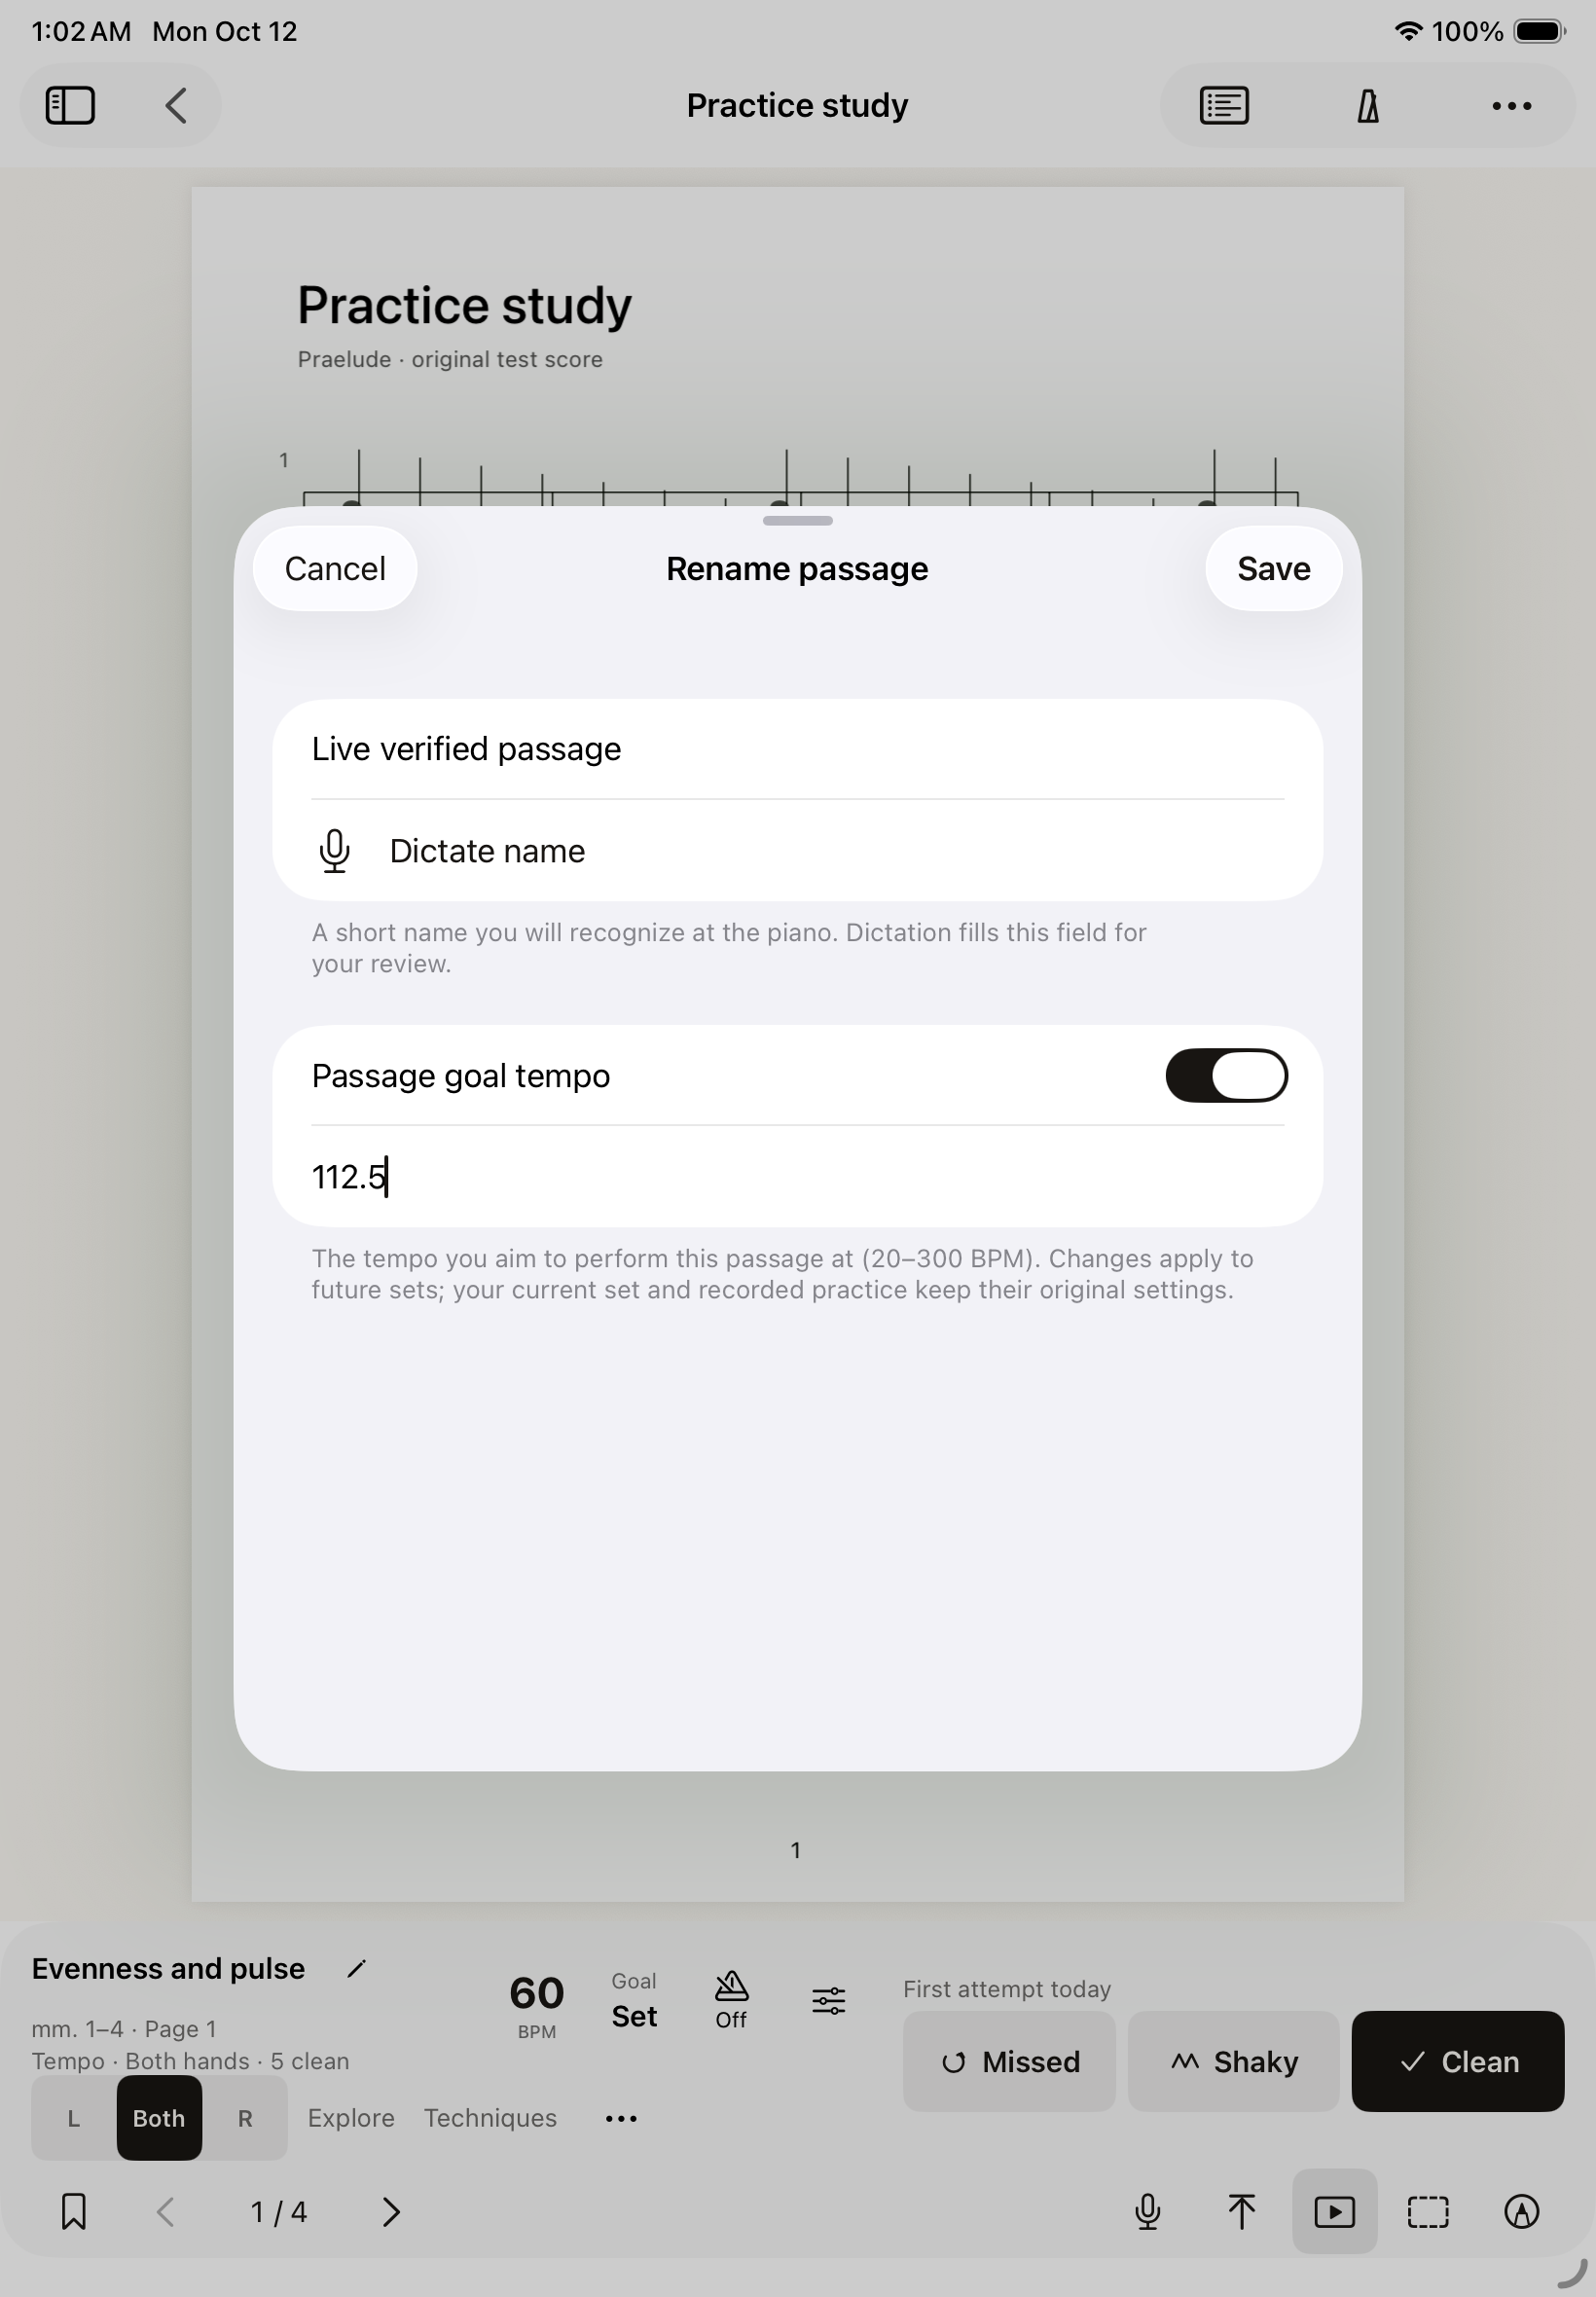 1:02 AM Mon Oct 12
100%
Practice study
Practice study
Praelude · original test score
1
Cancel
Rename passage
Save
Live verified passage
Dictate name
A short name you will recognize at the piano. Dictation fills this field for
your review.
Passage goal tempo
112.5
The tempo you aim to perform this passage at (20–300 BPM). Changes apply to
future sets; your current set and recorded practice keep their original settings.
1
Evenness and pulse
mm. 1–4 · Page 1
Tempo · Both hands · 5 clean
60
BPM
Goal
Set
Off
First attempt today
Missed
Shaky
Clean
L
Both
R
Explore
Techniques
1 / 4